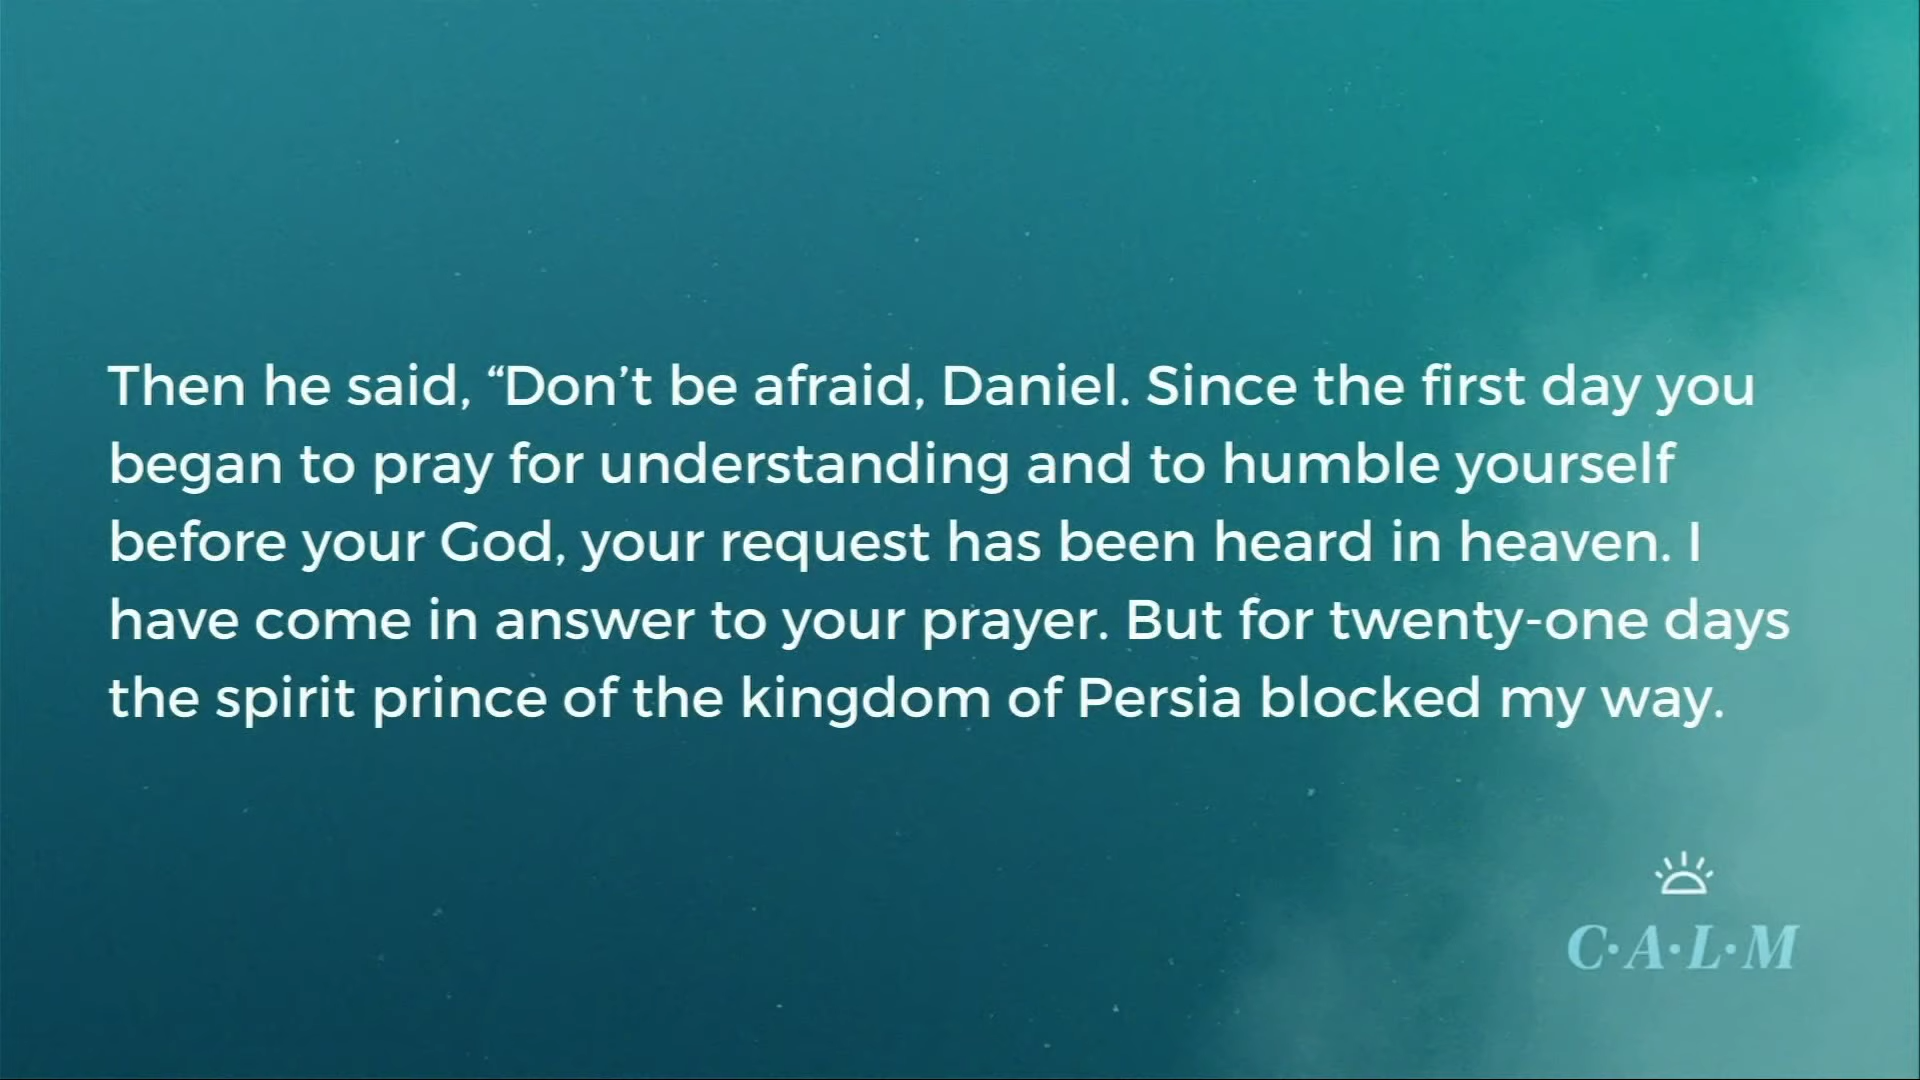 Then he said, “Don’t be afraid, Daniel. Since the first day you
began to pray for understanding and to humble yourself
before your God, your request has been heard in heaven. I
have come in answer to your prayer. But for twenty-one days
the spirit prince of the kingdom of Persia blocked my way.
C·A·L·M